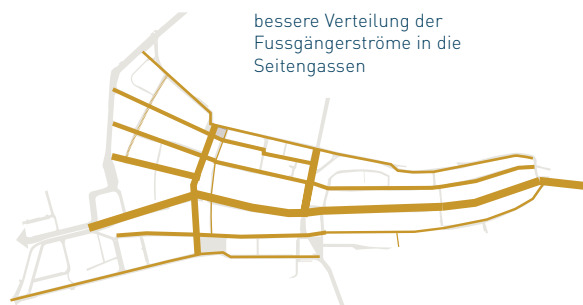 bessere Verteilung der
Fussgängerströme in die
Seitengassen